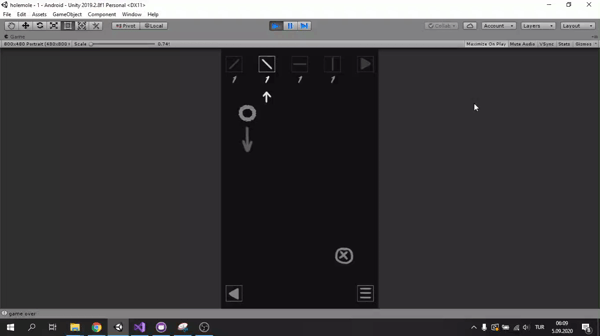 holemole - 1 - Android - Unity 2019.2.8f1 Personal <DX11>
File Edit Assets GameObject Component Window Help
Pivot Local Collab Account Layers Layout
Game
800x480 Portrait (480x800) Scale 0.74x Maximize On Play Mute Audio VSync Stats Gizmos
game over
TUR 06:09
5.09.2020